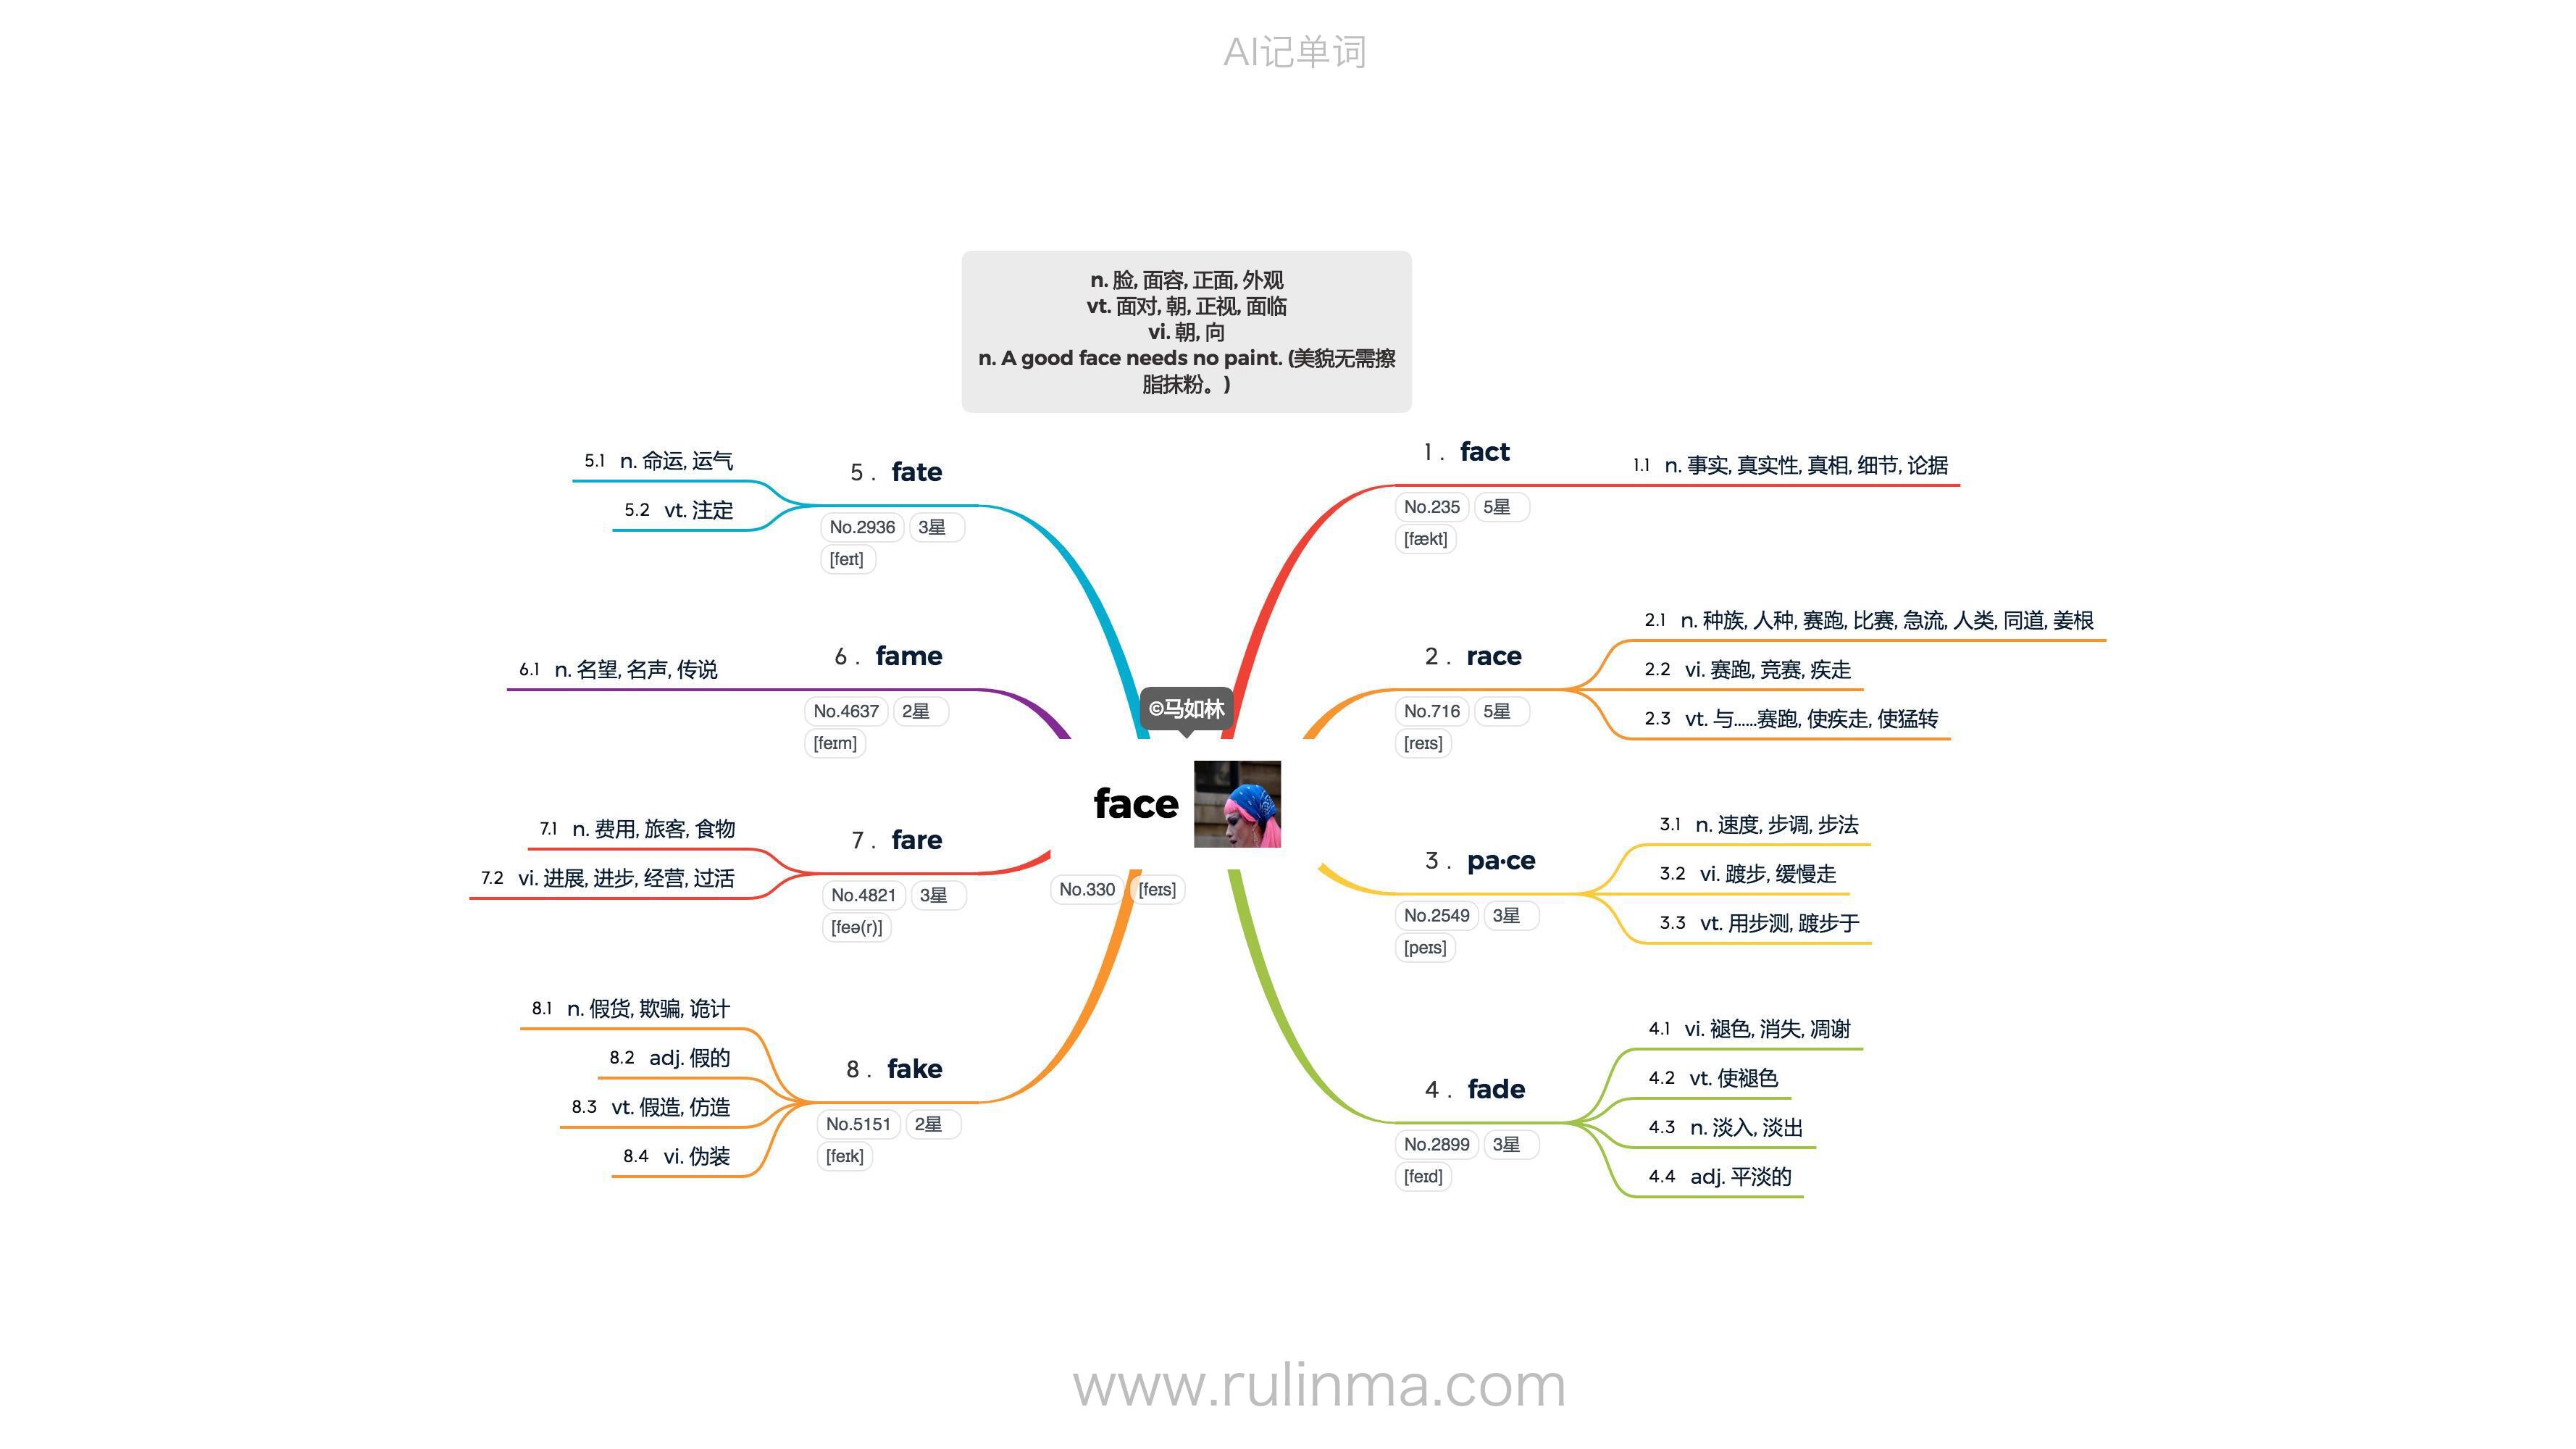 AI记单词
n. 脸, 面容, 正面, 外观
vt. 面对, 朝, 正视, 面临
vi. 朝, 向
n. A good face needs no paint. (美貌无需擦
脂抹粉。)
©马如林
face
No.330 [feɪs]
1 . fact
No.235 5星
[fækt]
1.1 n. 事实, 真实性, 真相, 细节, 论据
2 . race
No.716 5星
[reɪs]
2.1 n. 种族, 人种, 赛跑, 比赛, 急流, 人类, 同道, 姜根
2.2 vi. 赛跑, 竞赛, 疾走
2.3 vt. 与......赛跑, 使疾走, 使猛转
3 . pa·ce
No.2549 3星
[peɪs]
3.1 n. 速度, 步调, 步法
3.2 vi. 踱步, 缓慢走
3.3 vt. 用步测, 踱步于
4 . fade
No.2899 3星
[feɪd]
4.1 vi. 褪色, 消失, 凋谢
4.2 vt. 使褪色
4.3 n. 淡入, 淡出
4.4 adj. 平淡的
5 . fate
No.2936 3星
[feɪt]
5.1 n. 命运, 运气
5.2 vt. 注定
6 . fame
No.4637 2星
[feɪm]
6.1 n. 名望, 名声, 传说
7 . fare
No.4821 3星
[feə(r)]
7.1 n. 费用, 旅客, 食物
7.2 vi. 进展, 进步, 经营, 过活
8 . fake
No.5151 2星
[feɪk]
8.1 n. 假货, 欺骗, 诡计
8.2 adj. 假的
8.3 vt. 假造, 仿造
8.4 vi. 伪装
www.rulinma.com